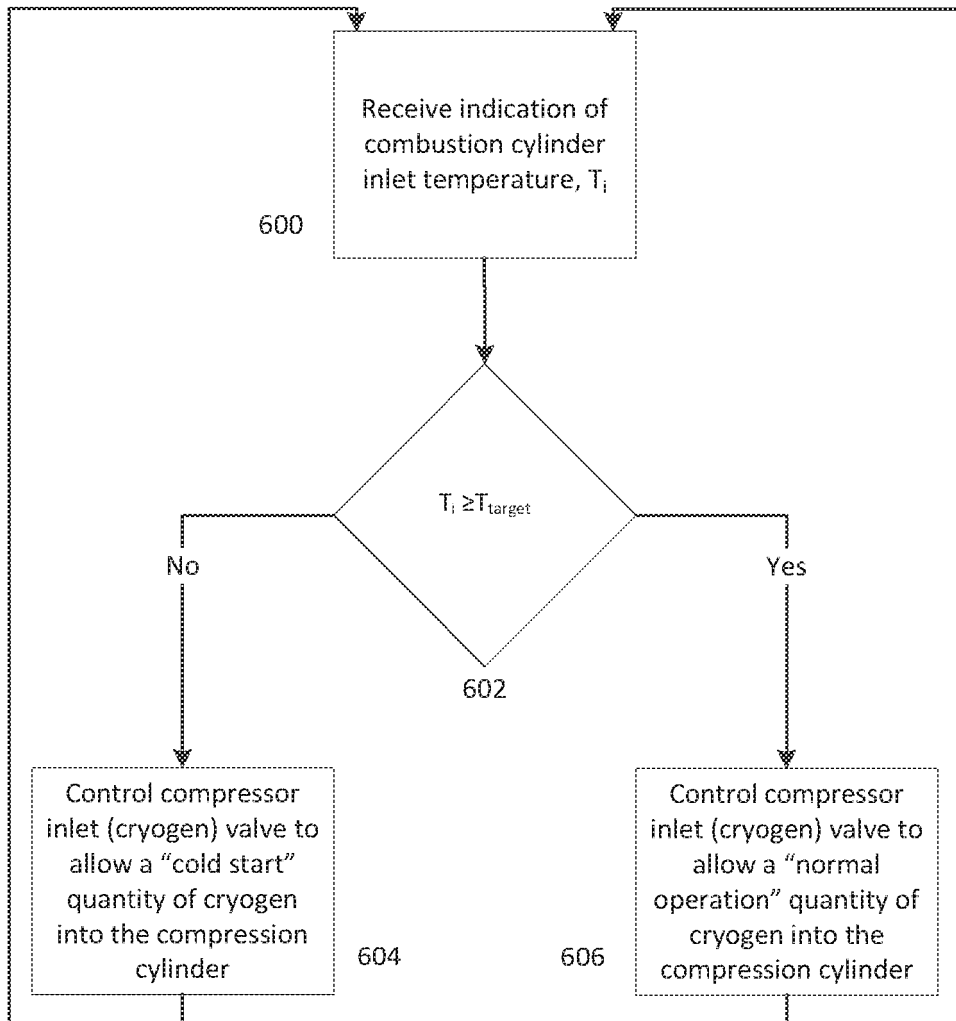 Receive indication of
combustion cylinder
inlet temperature, Tᵢ
600
Tᵢ ≥Ttarget
No
Yes
602
Control compressor
inlet (cryogen) valve to
allow a “cold start”
quantity of cryogen
into the compression
cylinder
604
606
Control compressor
inlet (cryogen) valve to
allow a “normal
operation” quantity of
cryogen into the
compression cylinder